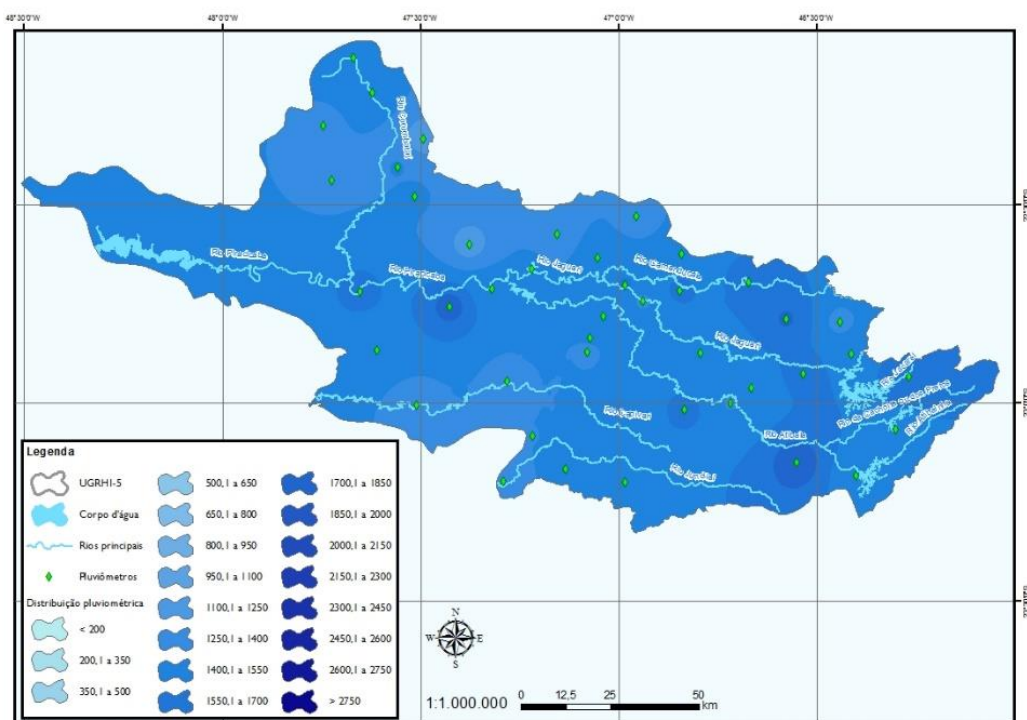 48°30'0"W 48°0'0"W 47°30'0"W 47°0'0"W 46°30'0"W
Rio Piracicaba
Rio Piracicaba
Rio Jaguari
Rio Camanducaia
Rio Jaguari
Rio Capivari
Rio Jundiaí
Rio Atibaia
Rio da Cachoeira
Legenda
UGRHI-5
Corpo d'água
Rios principais
Pluviômetros
Distribuição pluviométrica
< 200
200,1 a 350
350,1 a 500
500,1 a 650
650,1 a 800
800,1 a 950
950,1 a 1100
1100,1 a 1250
1250,1 a 1400
1400,1 a 1550
1550,1 a 1700
1700,1 a 1850
1850,1 a 2000
2000,1 a 2150
2150,1 a 2300
2300,1 a 2450
2450,1 a 2600
2600,1 a 2750
> 2750
N
W E
S
1:1.000.000
0 12,5 25 50
km